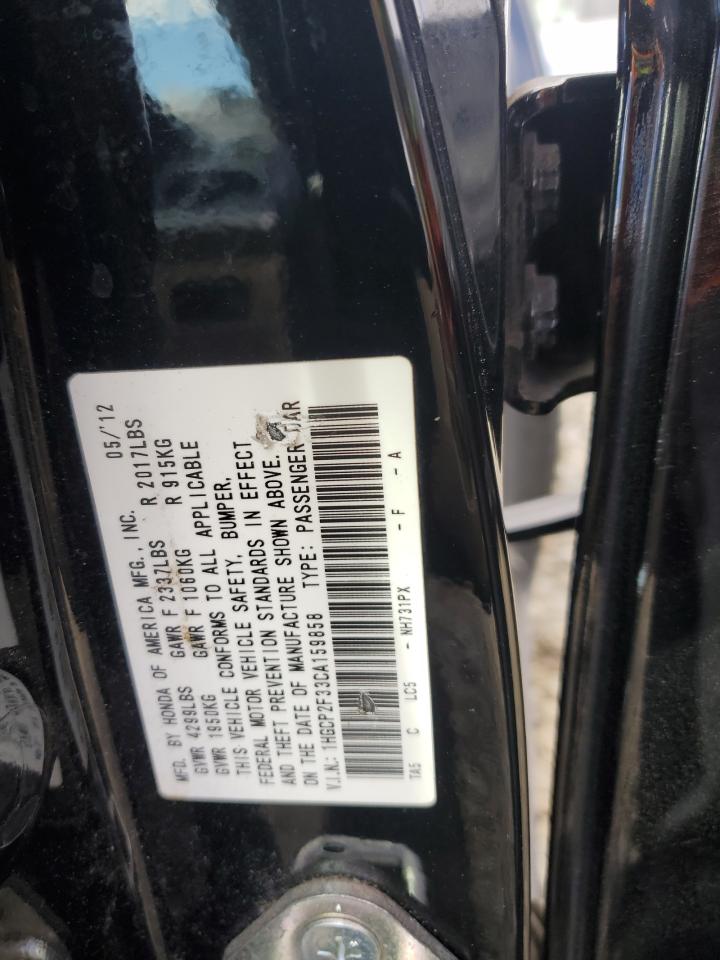 MFD. BY HONDA OF AMERICA MFG., INC. 05/'12
GVWR 4299LBS GAWR F 2337LBS R 2017LBS
GVWR 1950KG GAWR F 1060KG R 915KG
THIS VEHICLE CONFORMS TO ALL APPLICABLE
FEDERAL MOTOR VEHICLE SAFETY, BUMPER,
AND THEFT PREVENTION STANDARDS IN EFFECT
ON THE DATE OF MANUFACTURE SHOWN ABOVE.
V.I.N.: 1HGCP2F33CA159858 TYPE: PASSENGER CAR
TA5 C LC5 - NH731PX - F - A